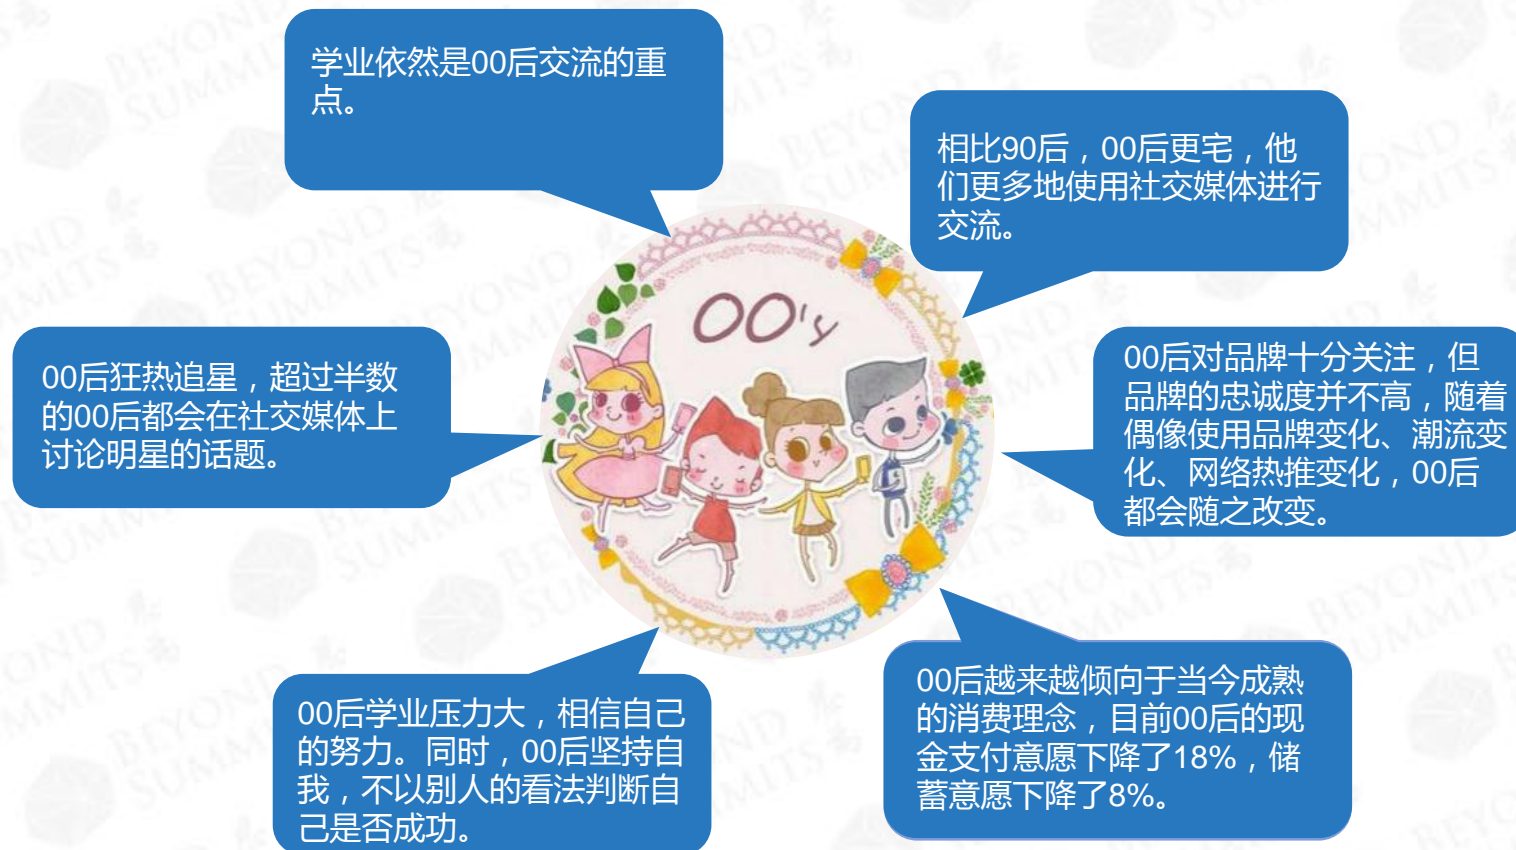 学业依然是00后交流的重
点。
相比90后，00后更宅，他
们更多地使用社交媒体进行
交流。
00'y
00后狂热追星，超过半数
的00后都会在社交媒体上
讨论明星的话题。
00后对品牌十分关注，但
品牌的忠诚度并不高，随着
偶像使用品牌变化、潮流变
化、网络热推变化，00后
都会随之改变。
00后学业压力大，相信自己
的努力。同时，00后坚持自
我，不以别人的看法判断自
己是否成功。
00后越来越倾向于当今成熟
的消费理念，目前00后的现
金支付意愿下降了18%，储
蓄意愿下降了8%。
BEYOND
SUMMITS